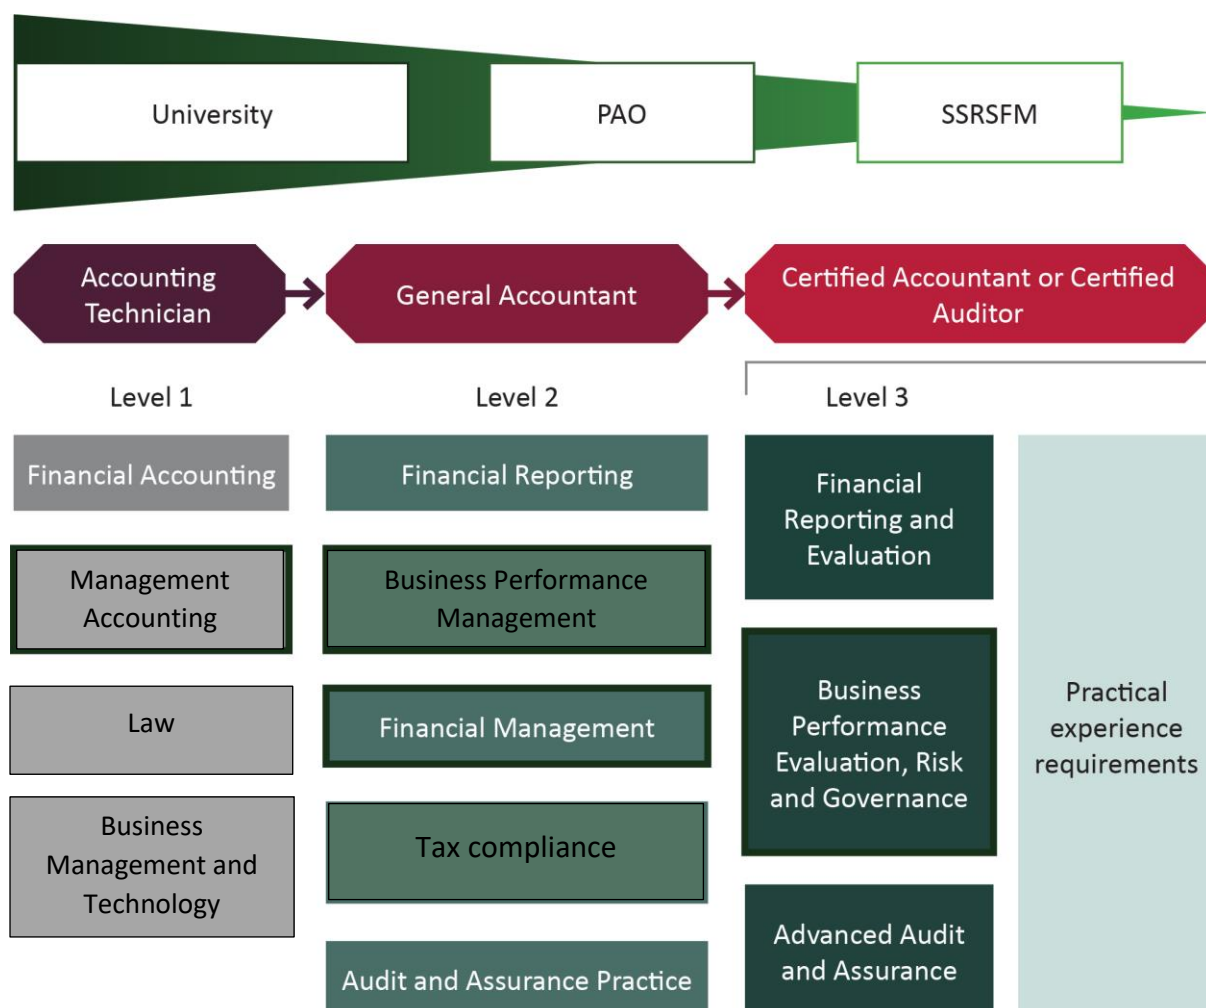 University
PAO
SSRSFM
Accounting
Technician
General Accountant
Certified Accountant or Certified
Auditor
Level 1
Level 2
Level 3
Financial Accounting
Management
Accounting
Law
Business
Management and
Technology
Financial Reporting
Business Performance
Management
Financial Management
Tax compliance
Audit and Assurance Practice
Financial
Reporting and
Evaluation
Business
Performance
Evaluation, Risk
and Governance
Advanced Audit
and Assurance
Practical
experience
requirements